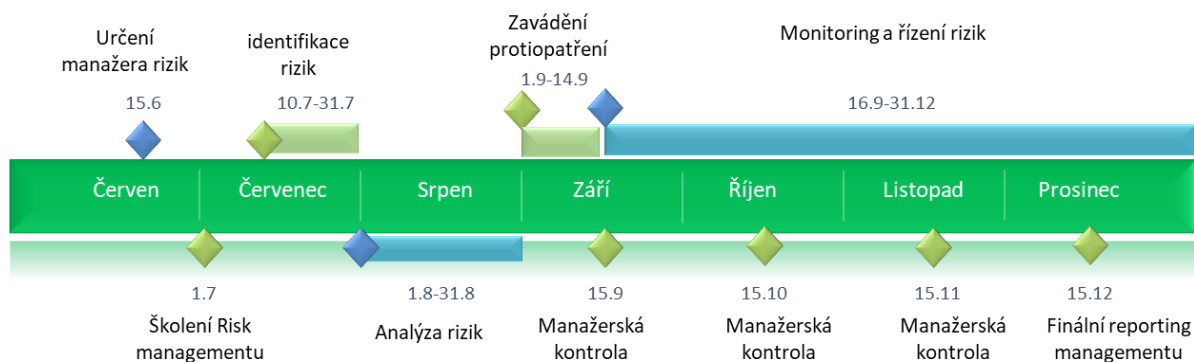 Určení
manažera rizik
15.6
identifikace
rizik
10.7-31.7
Zavádění
protiopatření
1.9-14.9
Monitoring a řízení rizik
16.9-31.12
Červen
Červenec
Srpen
Září
Říjen
Listopad
Prosinec
1.7
Školení Risk
managementu
1.8-31.8
Analýza rizik
15.9
Manažerská
kontrola
15.10
Manažerská
kontrola
15.11
Manažerská
kontrola
15.12
Finální reporting
managementu